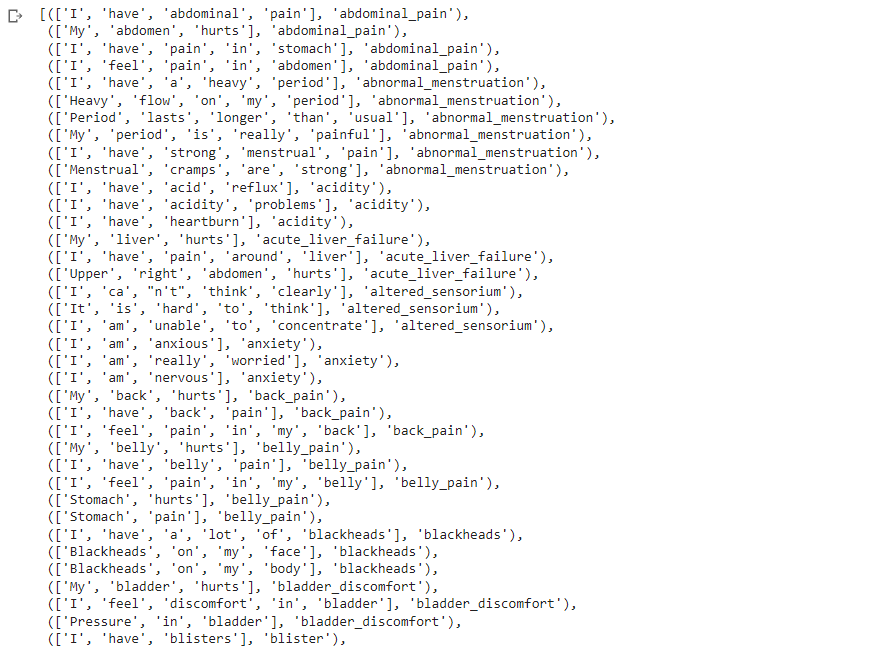 [(['I', 'have', 'abdominal', 'pain'], 'abdominal_pain'),
(['My', 'abdomen', 'hurts'], 'abdominal_pain'),
(['I', 'have', 'pain', 'in', 'stomach'], 'abdominal_pain'),
(['I', 'feel', 'pain', 'in', 'abdomen'], 'abdominal_pain'),
(['I', 'have', 'a', 'heavy', 'period'], 'abnormal_menstruation'),
(['Heavy', 'flow', 'on', 'my', 'period'], 'abnormal_menstruation'),
(['Period', 'lasts', 'longer', 'than', 'usual'], 'abnormal_menstruation'),
(['My', 'period', 'is', 'really', 'painful'], 'abnormal_menstruation'),
(['I', 'have', 'strong', 'menstrual', 'pain'], 'abnormal_menstruation'),
(['Menstrual', 'cramps', 'are', 'strong'], 'abnormal_menstruation'),
(['I', 'have', 'acid', 'reflux'], 'acidity'),
(['I', 'have', 'acidity', 'problems'], 'acidity'),
(['I', 'have', 'heartburn'], 'acidity'),
(['My', 'liver', 'hurts'], 'acute_liver_failure'),
(['I', 'have', 'pain', 'around', 'liver'], 'acute_liver_failure'),
(['Upper', 'right', 'abdomen', 'hurts'], 'acute_liver_failure'),
(['I', 'ca', "n't", 'think', 'clearly'], 'altered_sensorium'),
(['It', 'is', 'hard', 'to', 'think'], 'altered_sensorium'),
(['I', 'am', 'unable', 'to', 'concentrate'], 'altered_sensorium'),
(['I', 'am', 'anxious'], 'anxiety'),
(['I', 'am', 'really', 'worried'], 'anxiety'),
(['I', 'am', 'nervous'], 'anxiety'),
(['My', 'back', 'hurts'], 'back_pain'),
(['I', 'have', 'back', 'pain'], 'back_pain'),
(['I', 'feel', 'pain', 'in', 'my', 'back'], 'back_pain'),
(['My', 'belly', 'hurts'], 'belly_pain'),
(['I', 'have', 'belly', 'pain'], 'belly_pain'),
(['I', 'feel', 'pain', 'in', 'my', 'belly'], 'belly_pain'),
(['Stomach', 'hurts'], 'belly_pain'),
(['Stomach', 'pain'], 'belly_pain'),
(['I', 'have', 'a', 'lot', 'of', 'blackheads'], 'blackheads'),
(['Blackheads', 'on', 'my', 'face'], 'blackheads'),
(['Blackheads', 'on', 'my', 'body'], 'blackheads'),
(['My', 'bladder', 'hurts'], 'bladder_discomfort'),
(['I', 'feel', 'discomfort', 'in', 'bladder'], 'bladder_discomfort'),
(['Pressure', 'in', 'bladder'], 'bladder_discomfort'),
(['I', 'have', 'blisters'], 'blister'),